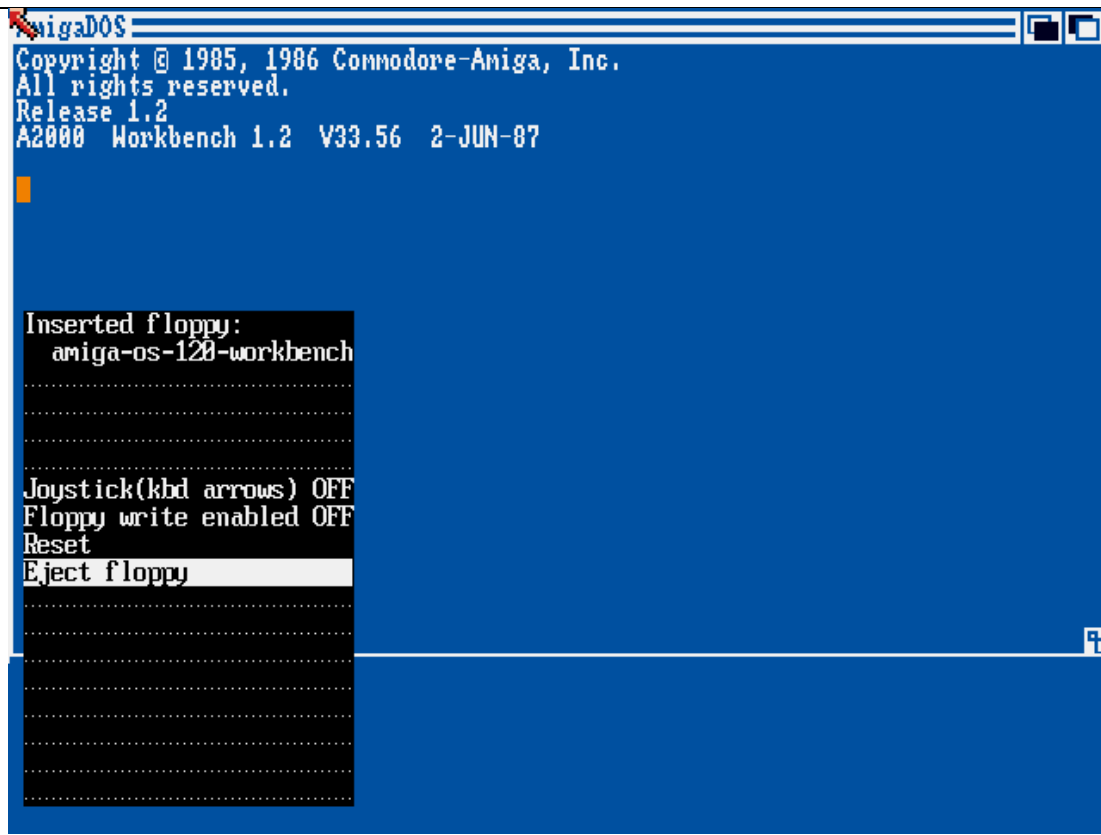 AmigaDOS
Copyright © 1985, 1986 Commodore-Amiga, Inc.
All rights reserved.
Release 1.2
A2000 Workbench 1.2 V33.56 2-JUN-87
Inserted floppy:
amiga-os-120-workbench
Joystick(kbd arrows) OFF
Floppy write enabled OFF
Reset
Eject floppy